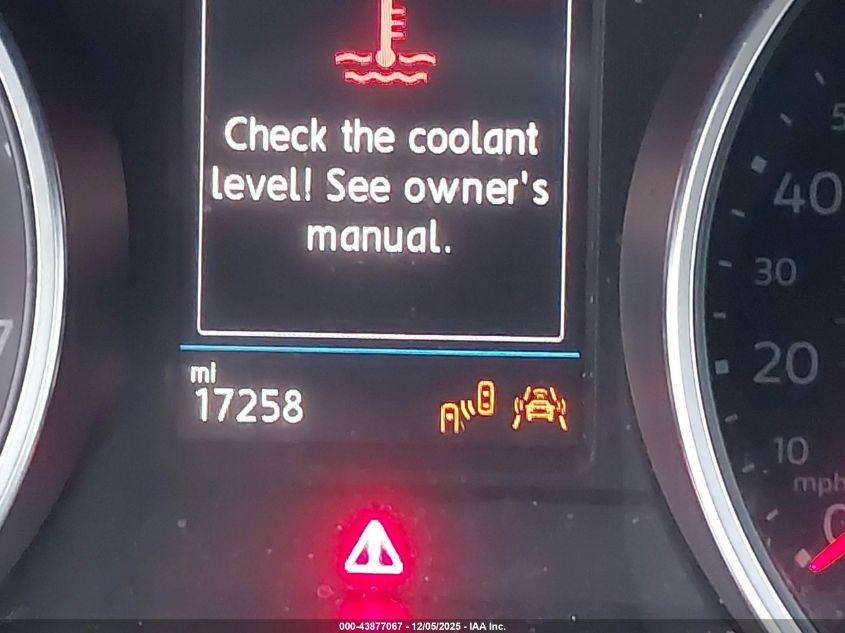 Check the coolant
level! See owner's
manual.
mi
17258
40
30
20
10
mph
0
000-43877067 - 12/05/2025 - IAA Inc.